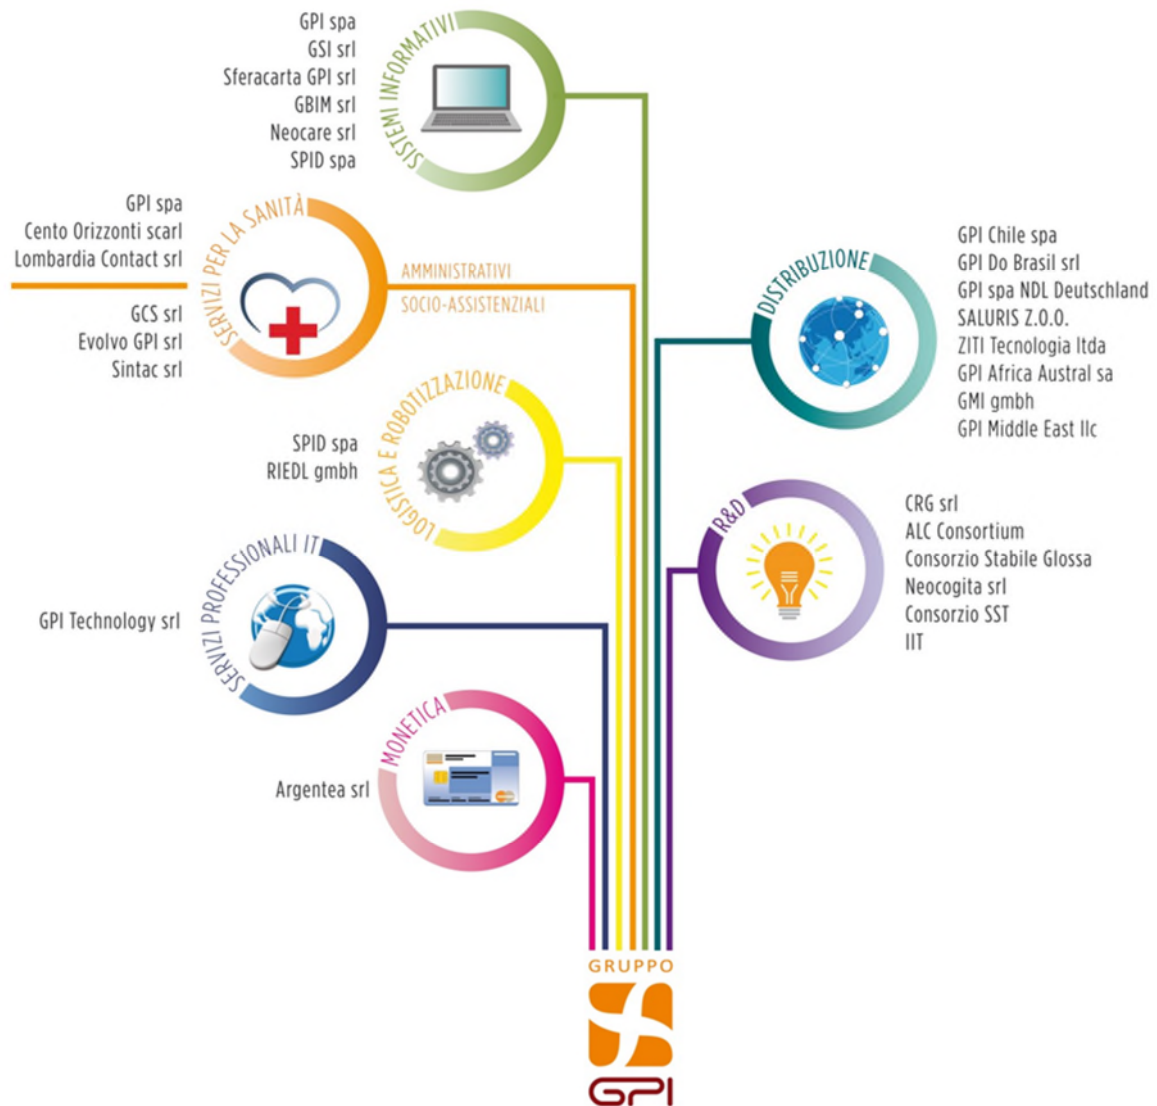 GPI spa
GSI srl
Sferacarta GPI srl
GBIM srl
Neocare srl
SPID spa
SISTEMI INFORMATIVI
GPI spa
Cento Orizzonti scarl
Lombardia Contact srl
GCS srl
Evolvo GPI srl
Sintac srl
SERVIZI PER LA SANITÀ
AMMINISTRATIVI
SOCIO-ASSISTENZIALI
SPID spa
RIEDL gmbh
LOGISTICA E ROBOTIZZAZIONE
GPI Technology srl
SERVIZI PROFESSIONALI IT
Argentea srl
MONETICA
DISTRIBUZIONE
GPI Chile spa
GPI Do Brasil srl
GPI spa NDL Deutschland
SALURIS Z.O.O.
ZITI Tecnologia ltda
GPI Africa Austral sa
GMI gmbh
GPI Middle East llc
R&D
CRG srl
ALC Consortium
Consorzio Stabile Glossa
Neocogita srl
Consorzio SST
IIT
GRUPPO
GPI